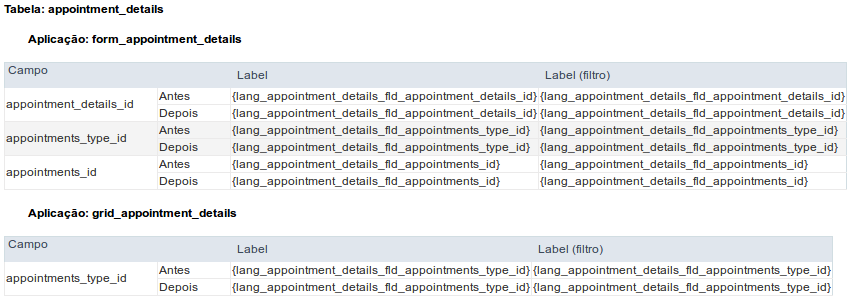 Tabela: appointment_details
Aplicação: form_appointment_details
Campo Label Label (filtro)
appointment_details_id Antes {lang_appointment_details_fld_appointment_details_id} {lang_appointment_details_fld_appointment_details_id}
Depois {lang_appointment_details_fld_appointment_details_id} {lang_appointment_details_fld_appointment_details_id}
appointments_type_id Antes {lang_appointment_details_fld_appointments_type_id} {lang_appointment_details_fld_appointments_type_id}
Depois {lang_appointment_details_fld_appointments_type_id} {lang_appointment_details_fld_appointments_type_id}
appointments_id Antes {lang_appointment_details_fld_appointments_id} {lang_appointment_details_fld_appointments_id}
Depois {lang_appointment_details_fld_appointments_id} {lang_appointment_details_fld_appointments_id}
Aplicação: grid_appointment_details
Campo Label Label (filtro)
appointments_type_id Antes {lang_appointment_details_fld_appointments_type_id} {lang_appointment_details_fld_appointments_type_id}
Depois {lang_appointment_details_fld_appointments_type_id} {lang_appointment_details_fld_appointments_type_id}